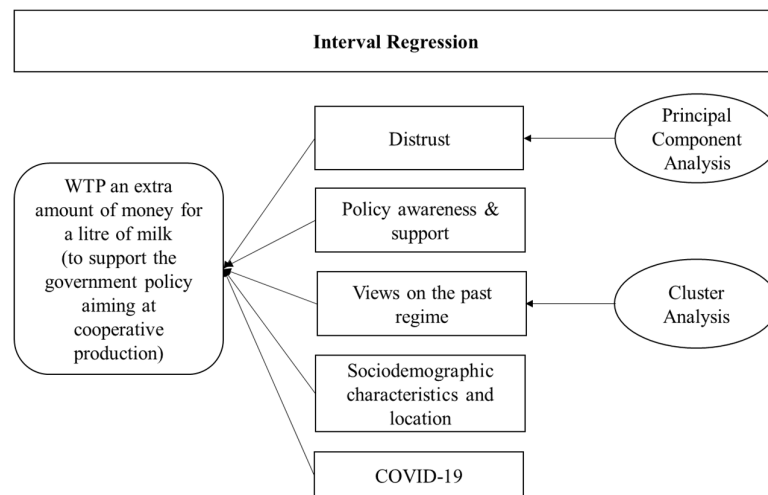 Interval Regression
Distrust
Principal
Component
Analysis
WTP an extra
amount of money for
a litre of milk
(to support the
government policy
aiming at
cooperative
production)
Policy awareness &
support
Views on the past
regime
Cluster
Analysis
Sociodemographic
characteristics and
location
COVID-19